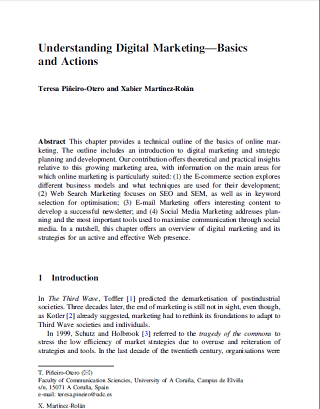 Understanding Digital Marketing—Basics
and Actions
Teresa Piñeiro-Otero and Xabier Martínez-Rolán
Abstract This chapter provides a technical outline of the basics of online mar-
keting. The outline includes an introduction to digital marketing and strategic
planning and development. Our contribution offers theoretical and practical insights
relative to this growing marketing area, with information on the main areas for
which online marketing is particularly suited: (1) the E-commerce section explores
different business models and what techniques are used for their development;
(2) Web Search Marketing focuses on SEO and SEM, as well as in keyword
selection for optimisation; (3) E-mail Marketing offers interesting content to
develop a successful newsletter; and (4) Social Media Marketing addresses plan-
ning and the most important tools used to maximise communication through social
media. In a nutshell, this chapter offers an overview of digital marketing and its
strategies for an active and effective Web presence.
1 Introduction
In The Third Wave, Toffler [1] predicted the demarketisation of postindustrial
societies. Three decades later, the end of marketing is still not in sight, even though,
as Kotler [2] already suggested, marketing had to rethink its foundations to adapt to
Third Wave societies and individuals.
In 1999, Schutz and Holbrook [3] referred to the tragedy of the commons to
stress the low efficiency of market strategies due to overuse and reiteration of
strategies and tools. In the last decade of the twentieth century, organisations were
T. Piñeiro-Otero (✉)
Faculty of Communication Sciencies, University of A Coruña, Campus de Elviña
s/n, 15071 A Coruña, Spain
e-mail: teresa.pineiro@udc.es
X. Martínez-Rolán